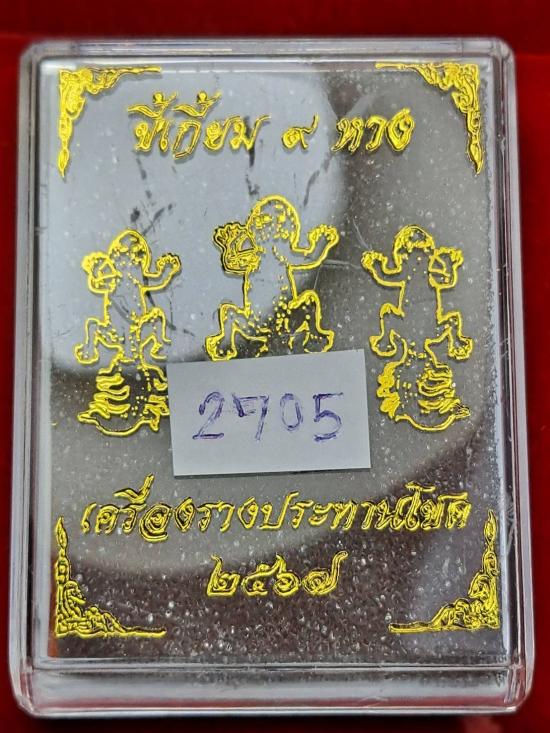 ขี้เกี้ยม ๙ หาง
2705
เครื่องรางประทานโชค
๒๕๖๗